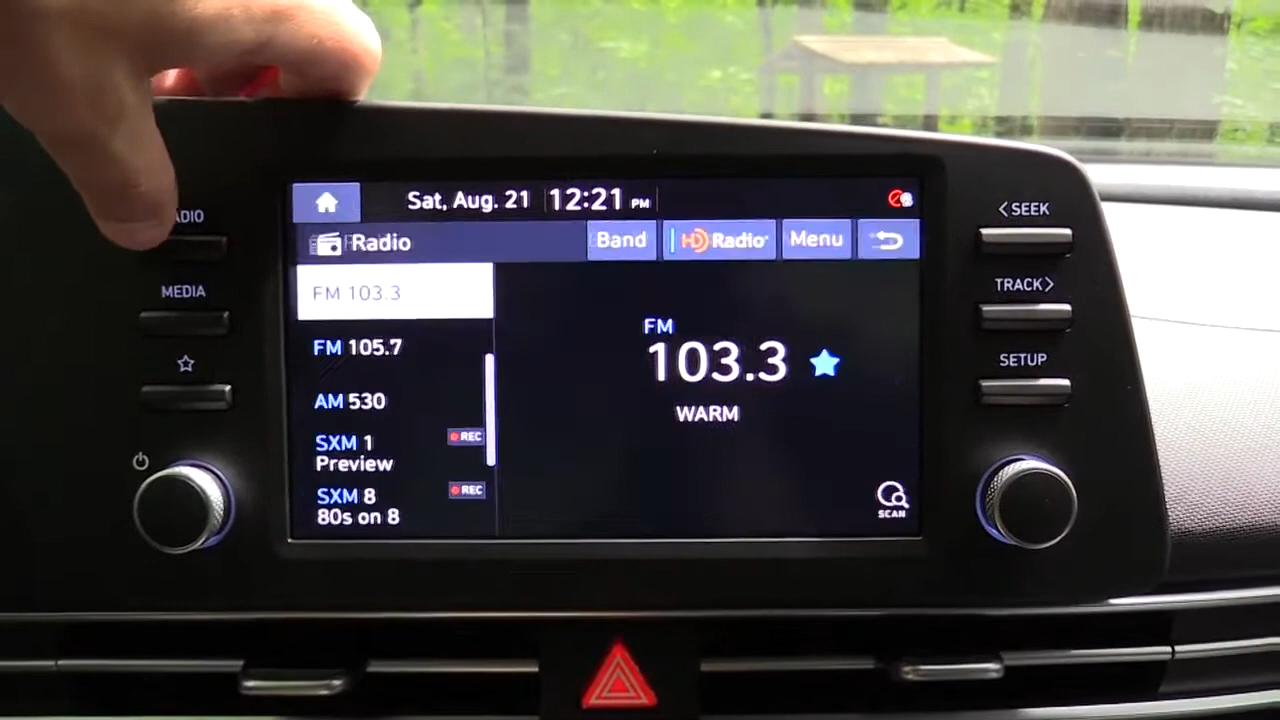 Sat, Aug. 21 12:21 PM
Radio Band HD Radio Menu
FM 103.3
FM 105.7
AM 530
SXM 1 REC
Preview
SXM 8 REC
80s on 8
FM
103.3
WARM
SCAN
MEDIA
< SEEK
TRACK >
SETUP